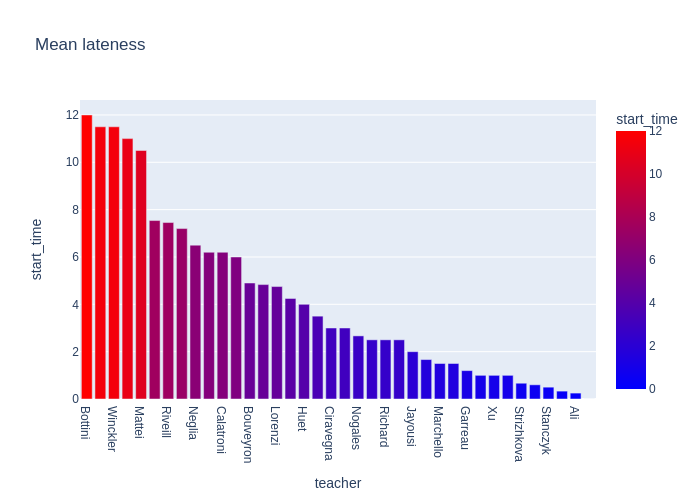 Mean lateness
start_time
12
10
8
6
4
2
0
Bottini
Winckler
Mattei
Riveill
Neglia
Calatroni
Bouveyron
Lorenzi
Huet
Ciravegna
Nogales
Richard
Jayousi
Marchello
Garreau
Xu
Strizhkova
Stanczyk
Ali
teacher
start_time
12
10
8
6
4
2
0